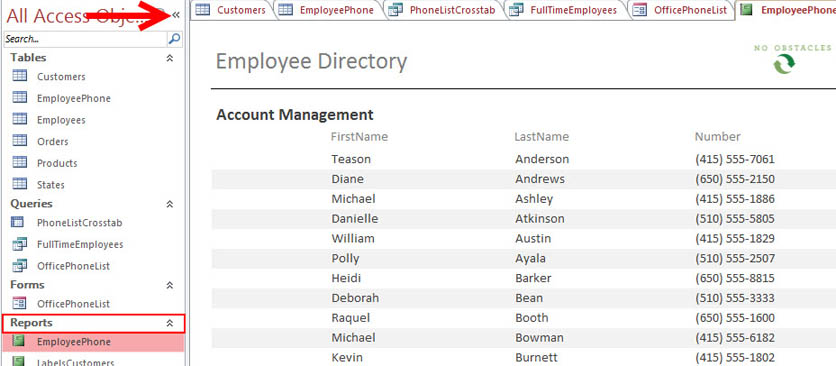 All Access Obje...
Search...
Tables
Customers
EmployeePhone
Employees
Orders
Products
States
Queries
PhoneListCrosstab
FullTimeEmployees
OfficePhoneList
Forms
OfficePhoneList
Reports
EmployeePhone
LabelsCustomers
Customers EmployeePhone PhoneListCrosstab FullTimeEmployees OfficePhoneList EmployeePhone
Employee Directory
NO OBSTACLES
Account Management
FirstName LastName Number
Teason Anderson (415) 555-7061
Diane Andrews (650) 555-2150
Michael Ashley (415) 555-1886
Danielle Atkinson (510) 555-5805
William Austin (415) 555-1829
Polly Ayala (510) 555-2507
Heidi Barker (650) 555-8815
Deborah Bean (510) 555-3333
Raquel Booth (650) 555-1600
Michael Bowman (415) 555-6182
Kevin Burnett (415) 555-1802